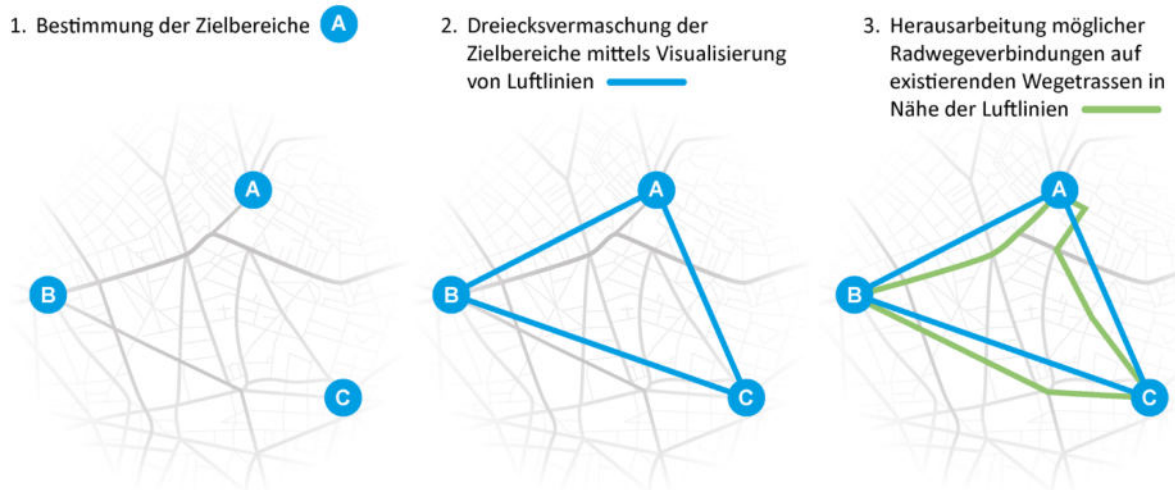 1. Bestimmung der Zielbereiche A
2. Dreiecksvermaschung der
Zielbereiche mittels Visualisierung
von Luftlinien
3. Herausarbeitung möglicher
Radwegeverbindungen auf
existierenden Wegetrassen in
Nähe der Luftlinien
A
B
C
A
B
C
A
B
C